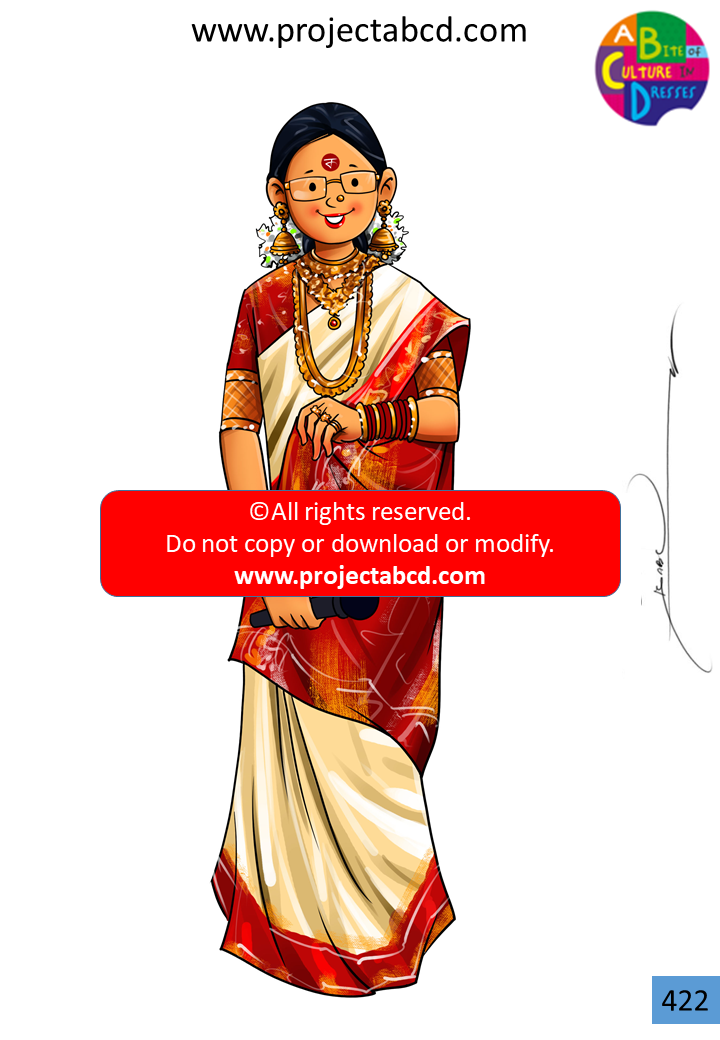 www.projectabcd.com
A BITE OF
CULTURE IN
DRESSES
©All rights reserved.
Do not copy or download or modify.
www.projectabcd.com
422